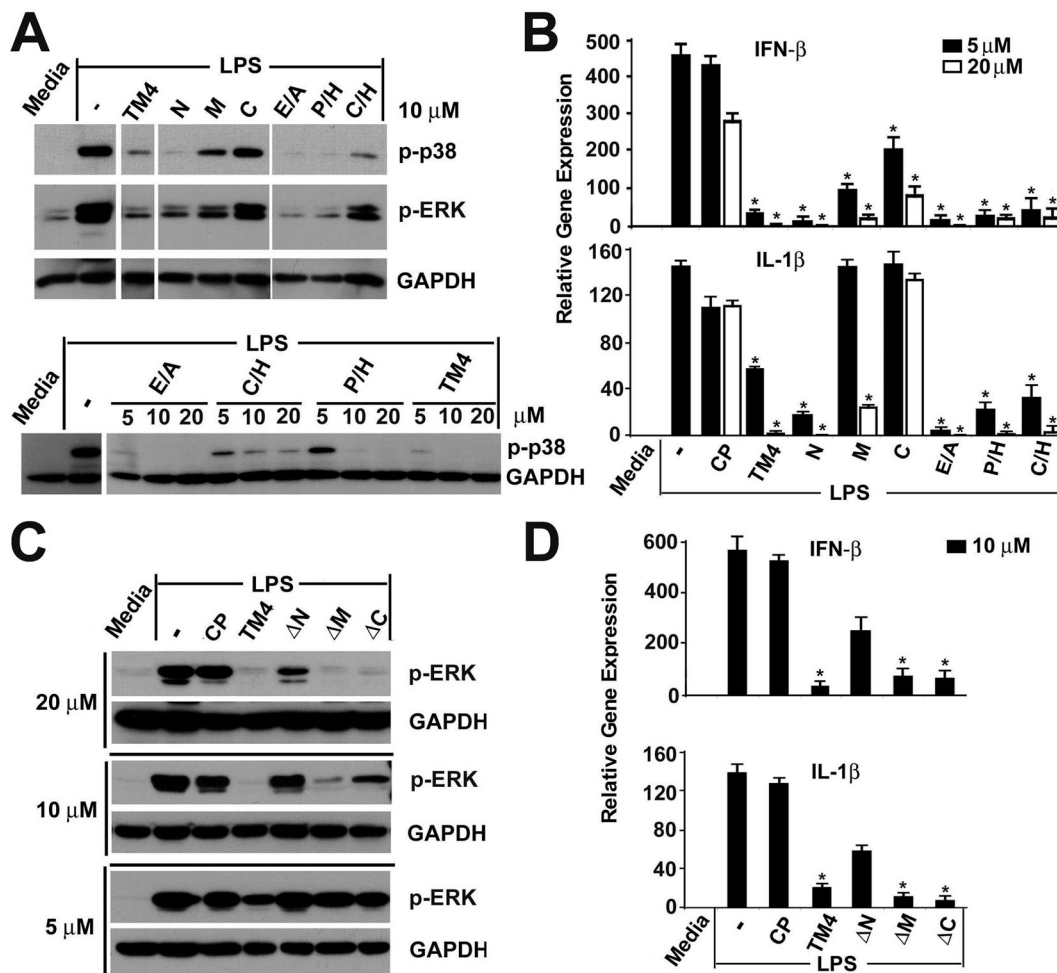 A
LPS
Media - TM4 N M C E/A P/H C/H 10 μM
p-p38
p-ERK
GAPDH
LPS
Media - E/A C/H P/H TM4
5 10 20 5 10 20 5 10 20 5 10 20 μM
p-p38
GAPDH
B
Relative Gene Expression
IFN-β
5 μM
20 μM
500
400
300
200
100
0
* * * * * * * * * * * * * *
IL-1β
160
120
80
40
0
* * * * * * * * * * *
Media - CP TM4 N M C E/A P/H C/H
LPS
C
LPS
Media - CP TM4 ΔN ΔM ΔC
20 μM
p-ERK
GAPDH
10 μM
p-ERK
GAPDH
5 μM
p-ERK
GAPDH
D
Relative Gene Expression
IFN-β
10 μM
600
400
200
0
* * *
IL-1β
160
120
80
40
0
* * *
Media - CP TM4 ΔN ΔM ΔC
LPS